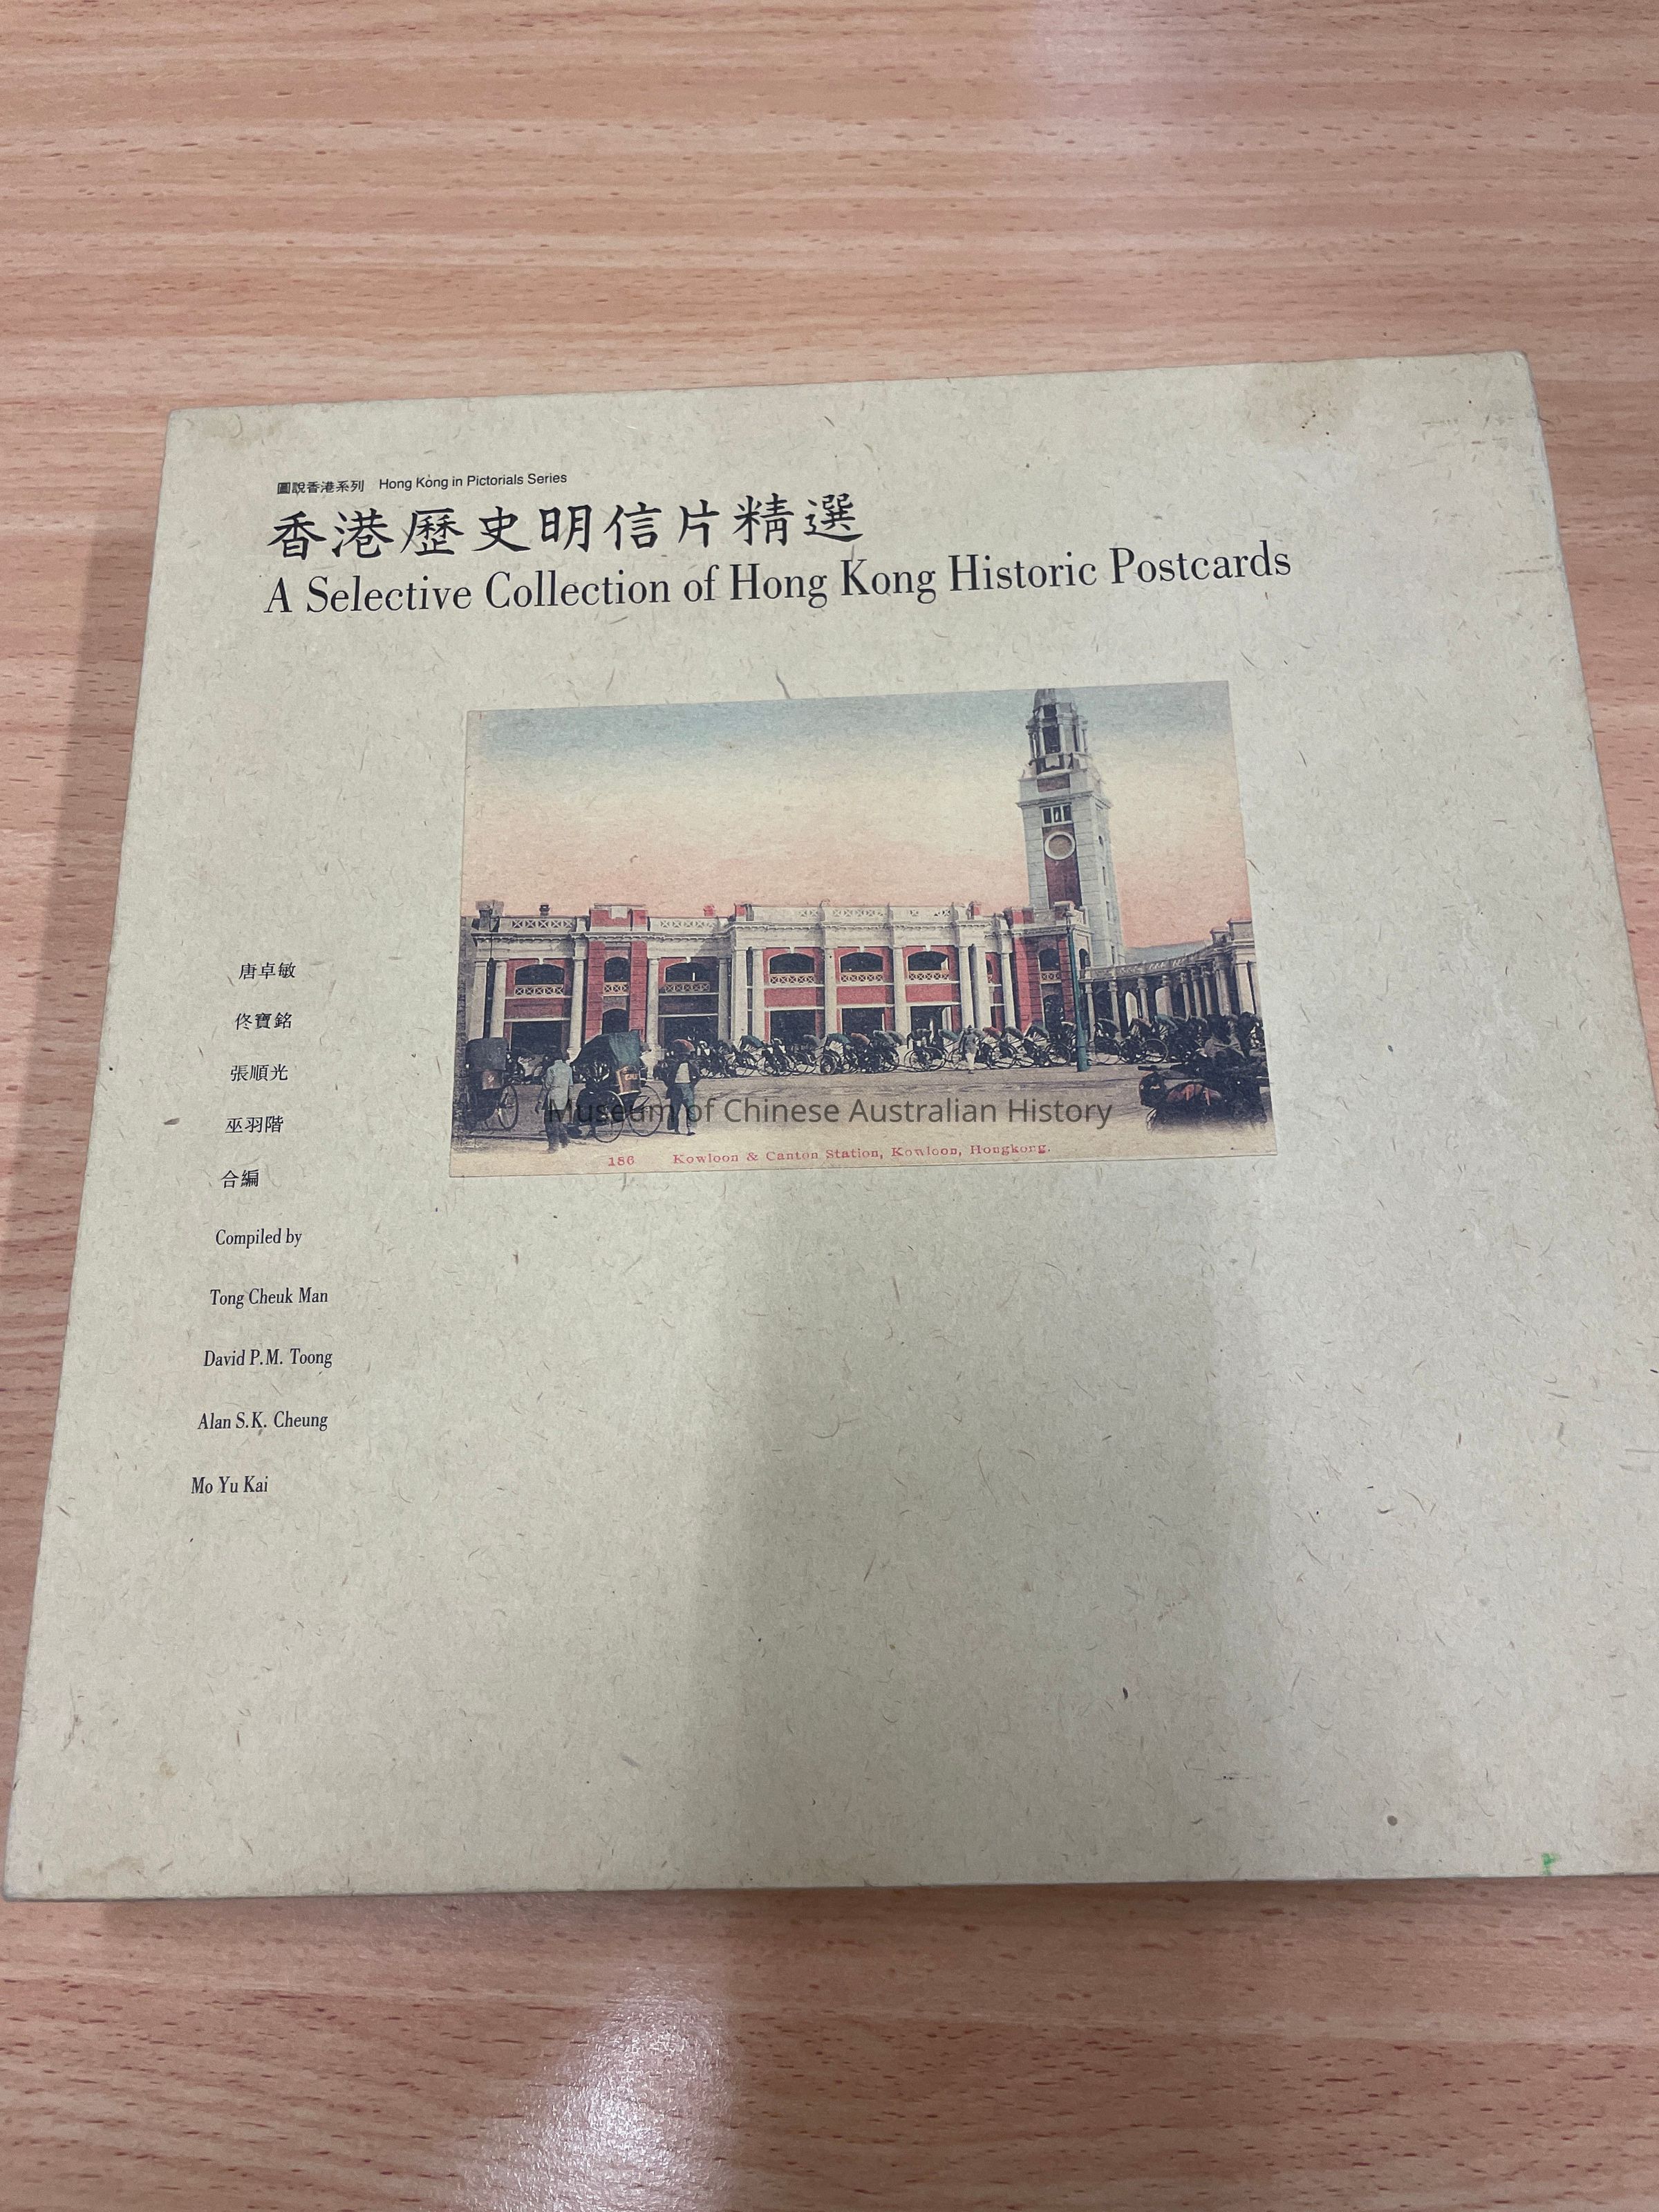 圖說香港系列 Hong Kong in Pictorials Series
香港歷史明信片精選
A Selective Collection of Hong Kong Historic Postcards
唐卓敏
佟寶銘
張順光
巫羽階
合編
Compiled by
Tong Cheuk Man
David P.M. Toong
Alan S.K. Cheung
Mo Yu Kai
Museum of Chinese Australian History
186 Kowloon & Canton Station, Kowloon, Hongkong.